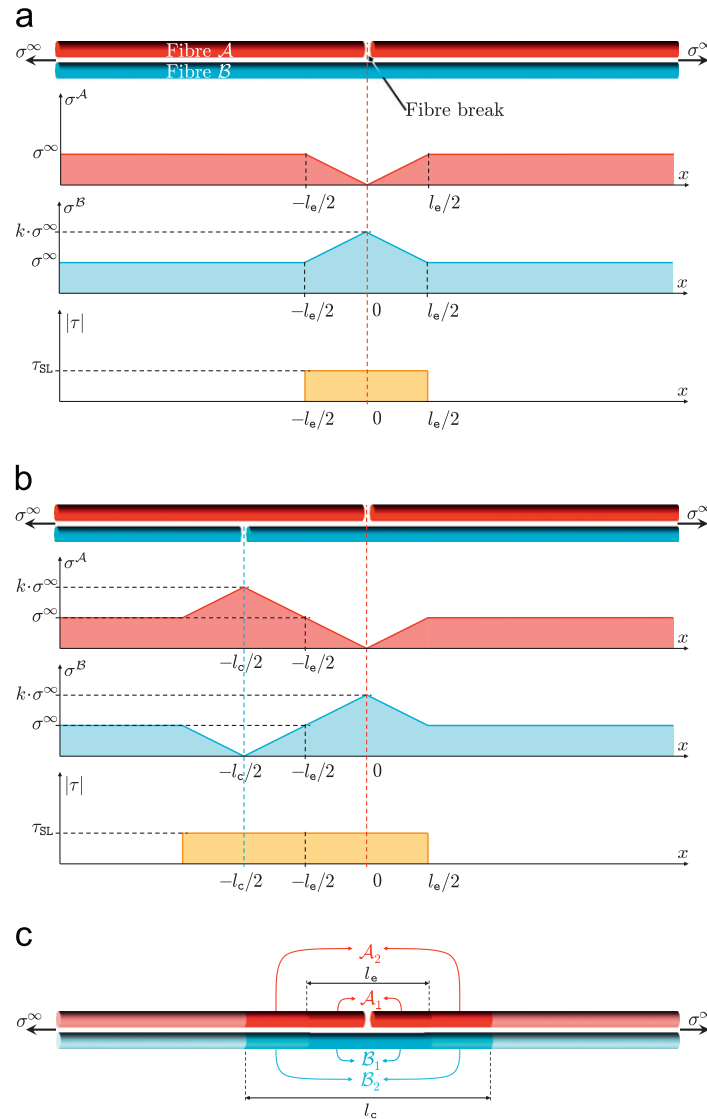 a
σ∞ Fibre A σ∞
Fibre B
Fibre break
σA
σ∞
x
−le/2 le/2
σB
k·σ∞
σ∞
x
−le/2 0 le/2
|τ|
τSL
x
−le/2 0 le/2
b
σ∞ σ∞
σA
k·σ∞
σ∞
x
−lc/2 −le/2 0
σB
k·σ∞
σ∞
x
−lc/2 −le/2 0
|τ|
τSL
x
−lc/2 −le/2 0 le/2
c
A2
le
σ∞ A1 σ∞
B1
B2
lc